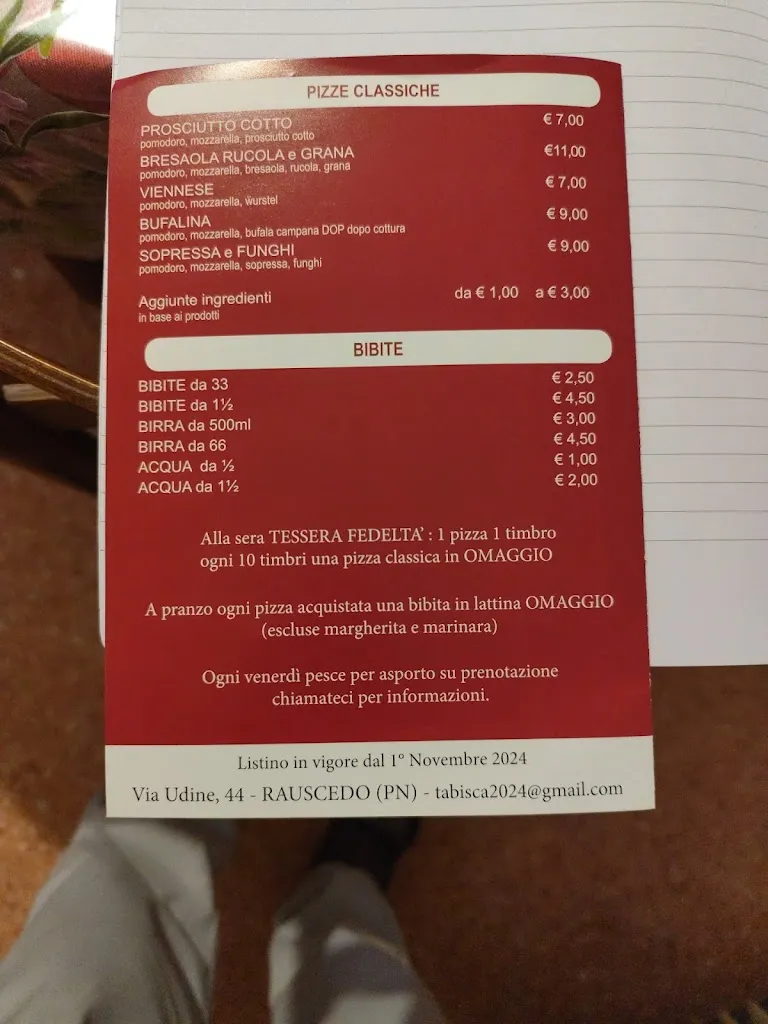 PIZZE CLASSICHE
PROSCIUTTO COTTO € 7,00
pomodoro, mozzarella, prosciutto cotto
BRESAOLA RUCOLA e GRANA €11,00
pomodoro, mozzarella, bresaola, rucola, grana
VIENNESE € 7,00
pomodoro, mozzarella, wurstel
BUFALINA € 9,00
pomodoro, mozzarella, bufala campana DOP dopo cottura
SOPRESSA e FUNGHI € 9,00
pomodoro, mozzarella, sopressa, funghi
Aggiunte ingredienti da € 1,00 a € 3,00
in base ai prodotti
BIBITE
BIBITE da 33 € 2,50
BIBITE da 1½ € 4,50
BIRRA da 500ml € 3,00
BIRRA da 66 € 4,50
ACQUA da ½ € 1,00
ACQUA da 1½ € 2,00
Alla sera TESSERA FEDELTA' : 1 pizza 1 timbro
ogni 10 timbri una pizza classica in OMAGGIO
A pranzo ogni pizza acquistata una bibita in lattina OMAGGIO
(escluse margherita e marinara)
Ogni venerdì pesce per asporto su prenotazione
chiamateci per informazioni.
Listino in vigore dal 1° Novembre 2024
Via Udine, 44 - RAUSCEDO (PN) - tabisca2024@gmail.com